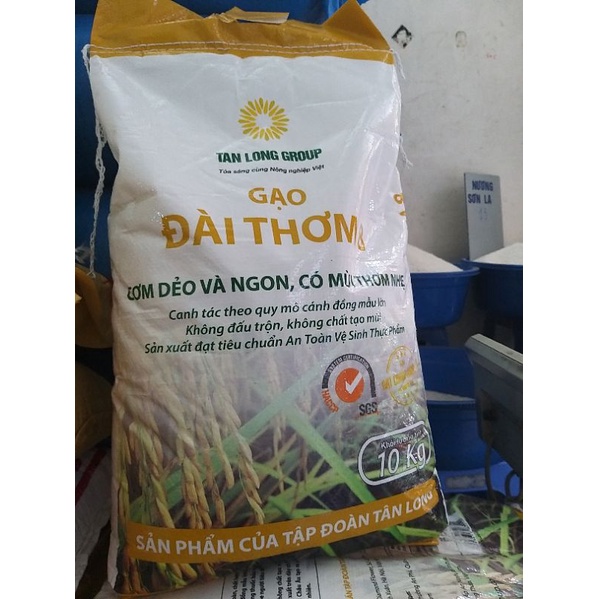 TAN LONG GROUP
Tỏa sáng cùng Nông nghiệp Việt
GẠO
ĐÀI THƠM
CƠM DẺO VÀ NGON, CÓ MÙI THƠM NHẸ
Canh tác theo quy mô cánh đồng mẫu lớn
Không đấu trộn, không chất tạo mùi
Sản xuất đạt tiêu chuẩn An Toàn Vệ Sinh Thực Phẩm
HACCP
SGS
10 Kg
SẢN PHẨM CỦA TẬP ĐOÀN TÂN LONG
NƯƠNG
SƠN LA